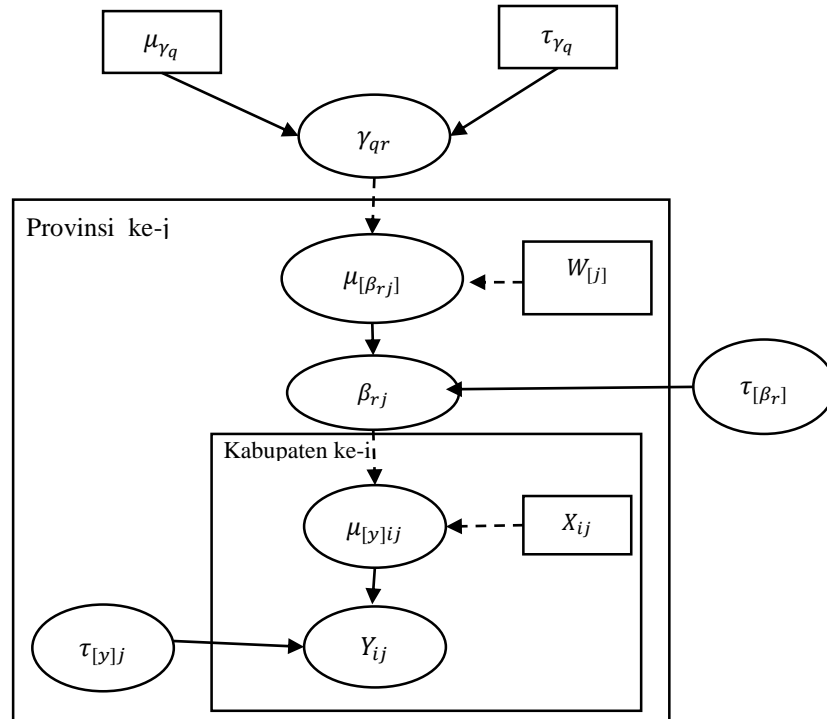 μ_{γ_q}
τ_{γ_q}
γ_{qr}
Provinsi ke-j
μ_{[β_{rj}]}
W_{[j]}
β_{rj}
τ_{[β_r]}
Kabupaten ke-i
μ_{[y]ij}
X_{ij}
τ_{[y]j}
Y_{ij}